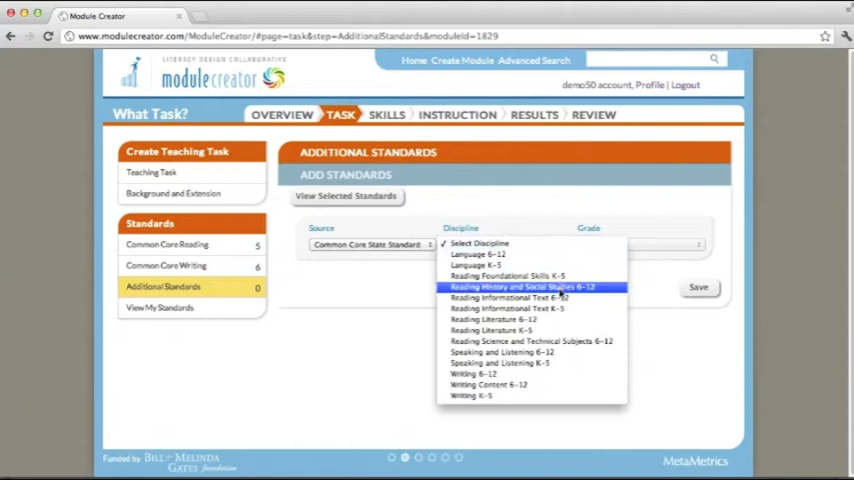 Module Creator
www.modulecreator.com/ModuleCreator/#page=task&step=AdditionalStandards&moduleId=1829
LITERACY DESIGN COLLABORATIVE
modulecreator
Home Create Module Advanced Search
demo50 account, Profile | Logout
What Task?
OVERVIEW TASK SKILLS INSTRUCTION RESULTS REVIEW
Create Teaching Task
Teaching Task
Background and Extension
Standards
Common Core Reading 5
Common Core Writing 6
Additional Standards 0
View My Standards
ADDITIONAL STANDARDS
ADD STANDARDS
View Selected Standards
Source Discipline Grade
Common Core State Standard
✓ Select Discipline
Language 6-12
Language K-5
Reading Foundational Skills K-5
Reading History and Social Studies 6-12
Reading Informational Text 6-12
Reading Informational Text K-5
Reading Literature 6-12
Reading Literature K-5
Reading Science and Technical Subjects 6-12
Speaking and Listening 6-12
Speaking and Listening K-5
Writing 6-12
Writing Content 6-12
Writing K-5
Save
Funded by BILL & MELINDA
GATES foundation
MetaMetrics